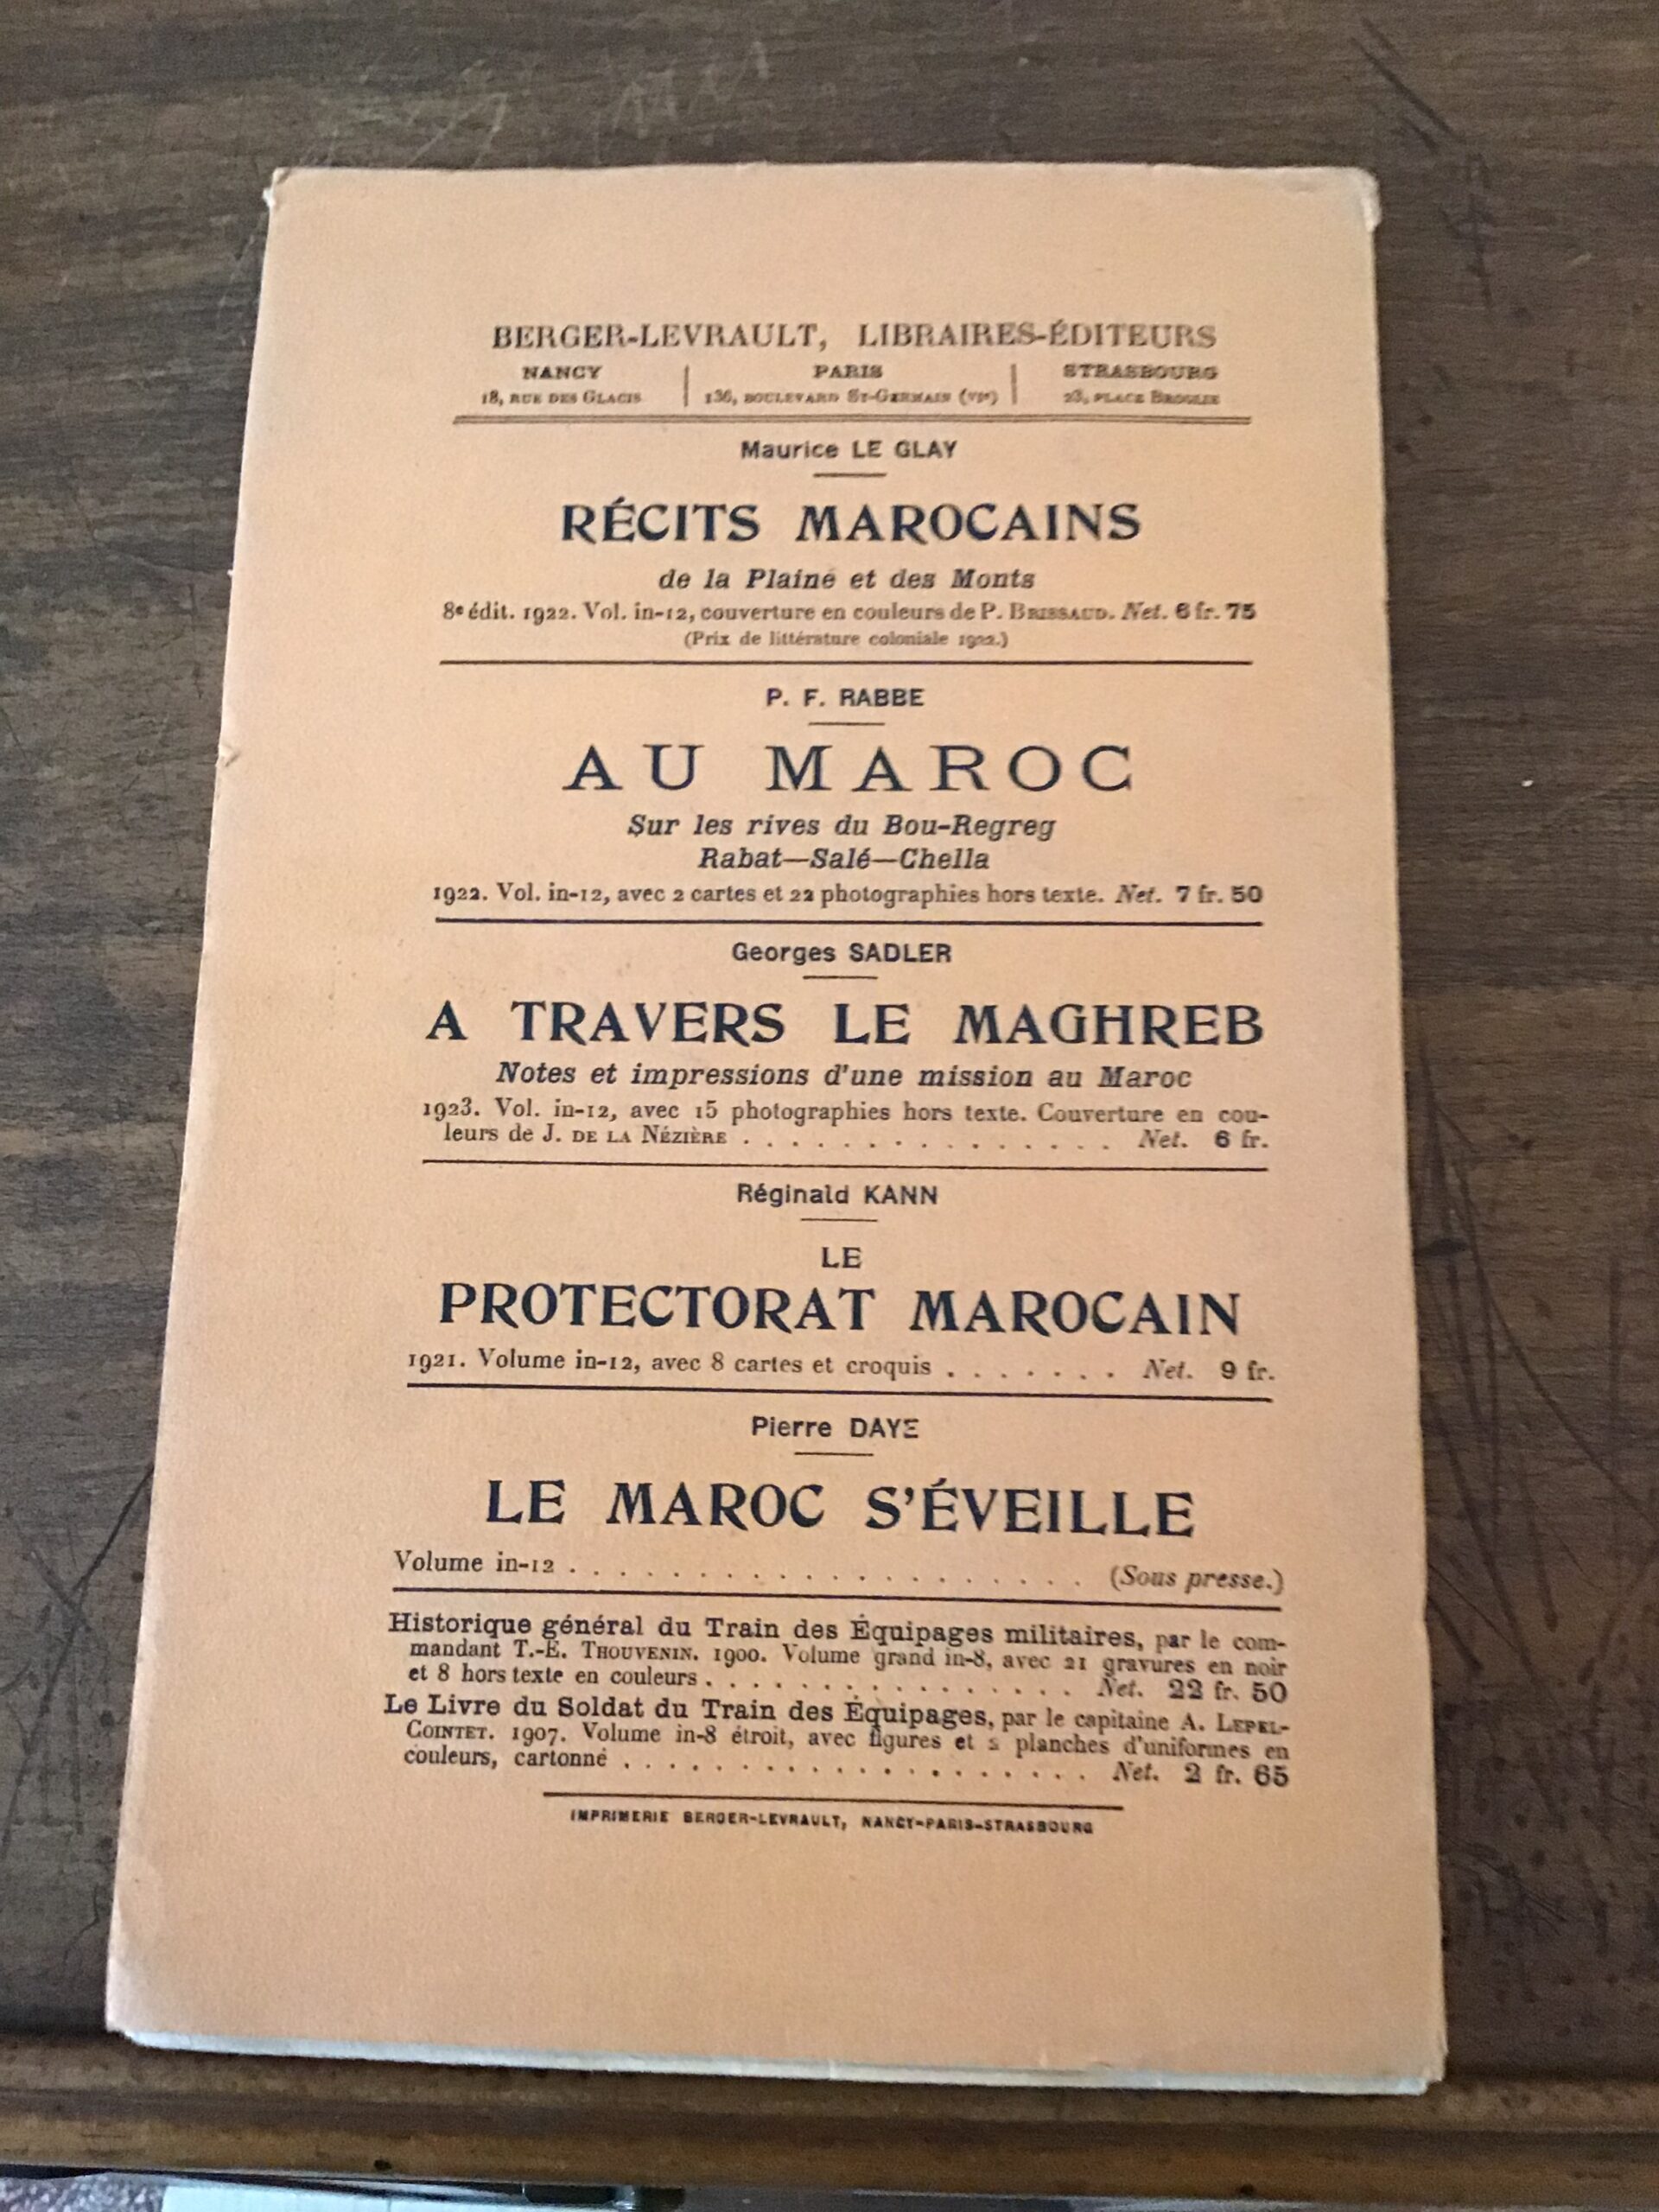 BERGER-LEVRAULT, LIBRAIRES-ÉDITEURS
NANCY | PARIS | STRASBOURG
18, RUE DES GLACIS | 136, BOULEVARD ST-GERMAIN (VIe) | 23, PLACE BROGLIE
Maurice LE GLAY
RÉCITS MAROCAINS
de la Plaine et des Monts
8e édit. 1922. Vol. in-12, couverture en couleurs de P. BRISSAUD. Net. 6 fr. 75
(Prix de littérature coloniale 1922.)
P. F. RABBE
AU MAROC
Sur les rives du Bou-Regreg
Rabat—Salé—Chella
1922. Vol. in-12, avec 2 cartes et 22 photographies hors texte. Net. 7 fr. 50
Georges SADLER
A TRAVERS LE MAGHREB
Notes et impressions d'une mission au Maroc
1923. Vol. in-12, avec 15 photographies hors texte. Couverture en cou-
leurs de J. DE LA NÉZIÈRE . . . . . . . . . . . . . . . Net. 6 fr.
Réginald KANN
LE
PROTECTORAT MAROCAIN
1921. Volume in-12, avec 8 cartes et croquis . . . . . . . Net. 9 fr.
Pierre DAYE
LE MAROC S'ÉVEILLE
Volume in-12 . . . . . . . . . . . . . . . . . . . . . . (Sous presse.)
Historique général du Train des Équipages militaires, par le com-
mandant T.-E. THOUVENIN. 1900. Volume grand in-8, avec 21 gravures en noir
et 8 hors texte en couleurs . . . . . . . . . . . . . . . . Net. 22 fr. 50
Le Livre du Soldat du Train des Équipages, par le capitaine A. LEPEL-
COINTET. 1907. Volume in-8 étroit, avec figures et planches d'uniformes en
couleurs, cartonné . . . . . . . . . . . . . . . . . . . . Net. 2 fr. 65
IMPRIMERIE BERGER-LEVRAULT, NANCY-PARIS-STRASBOURG